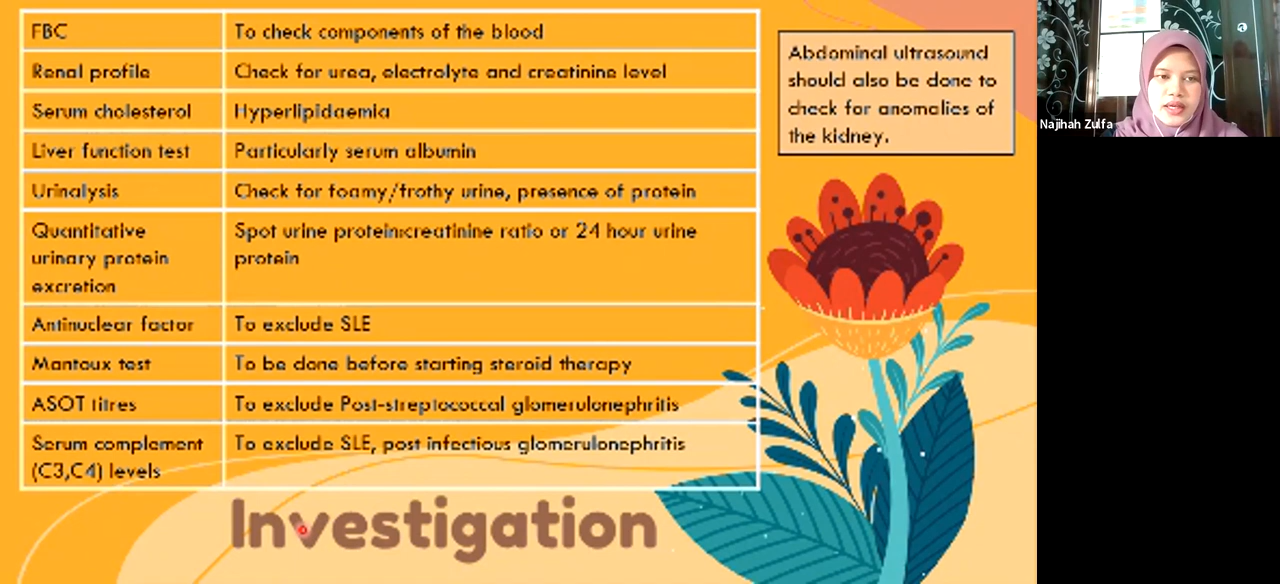 FBC
To check components of the blood
Renal profile
Check for urea, electrolyte and creatinine level
Serum cholesterol
Hyperlipidaemia
Liver function test
Particularly serum albumin
Urinalysis
Check for foamy/frothy urine, presence of protein
Quantitative
urinary protein
excretion
Spot urine protein:creatinine ratio or 24 hour urine
protein
Antinuclear factor
To exclude SLE
Mantoux test
To be done before starting steroid therapy
ASOT titres
To exclude Post-streptococcal glomerulonephritis
Serum complement
(C3,C4) levels
To exclude SLE, post infectious glomerulonephritis
Investigation
Abdominal ultrasound
should also be done to
check for anomalies of
the kidney.
Najihah Zulfa